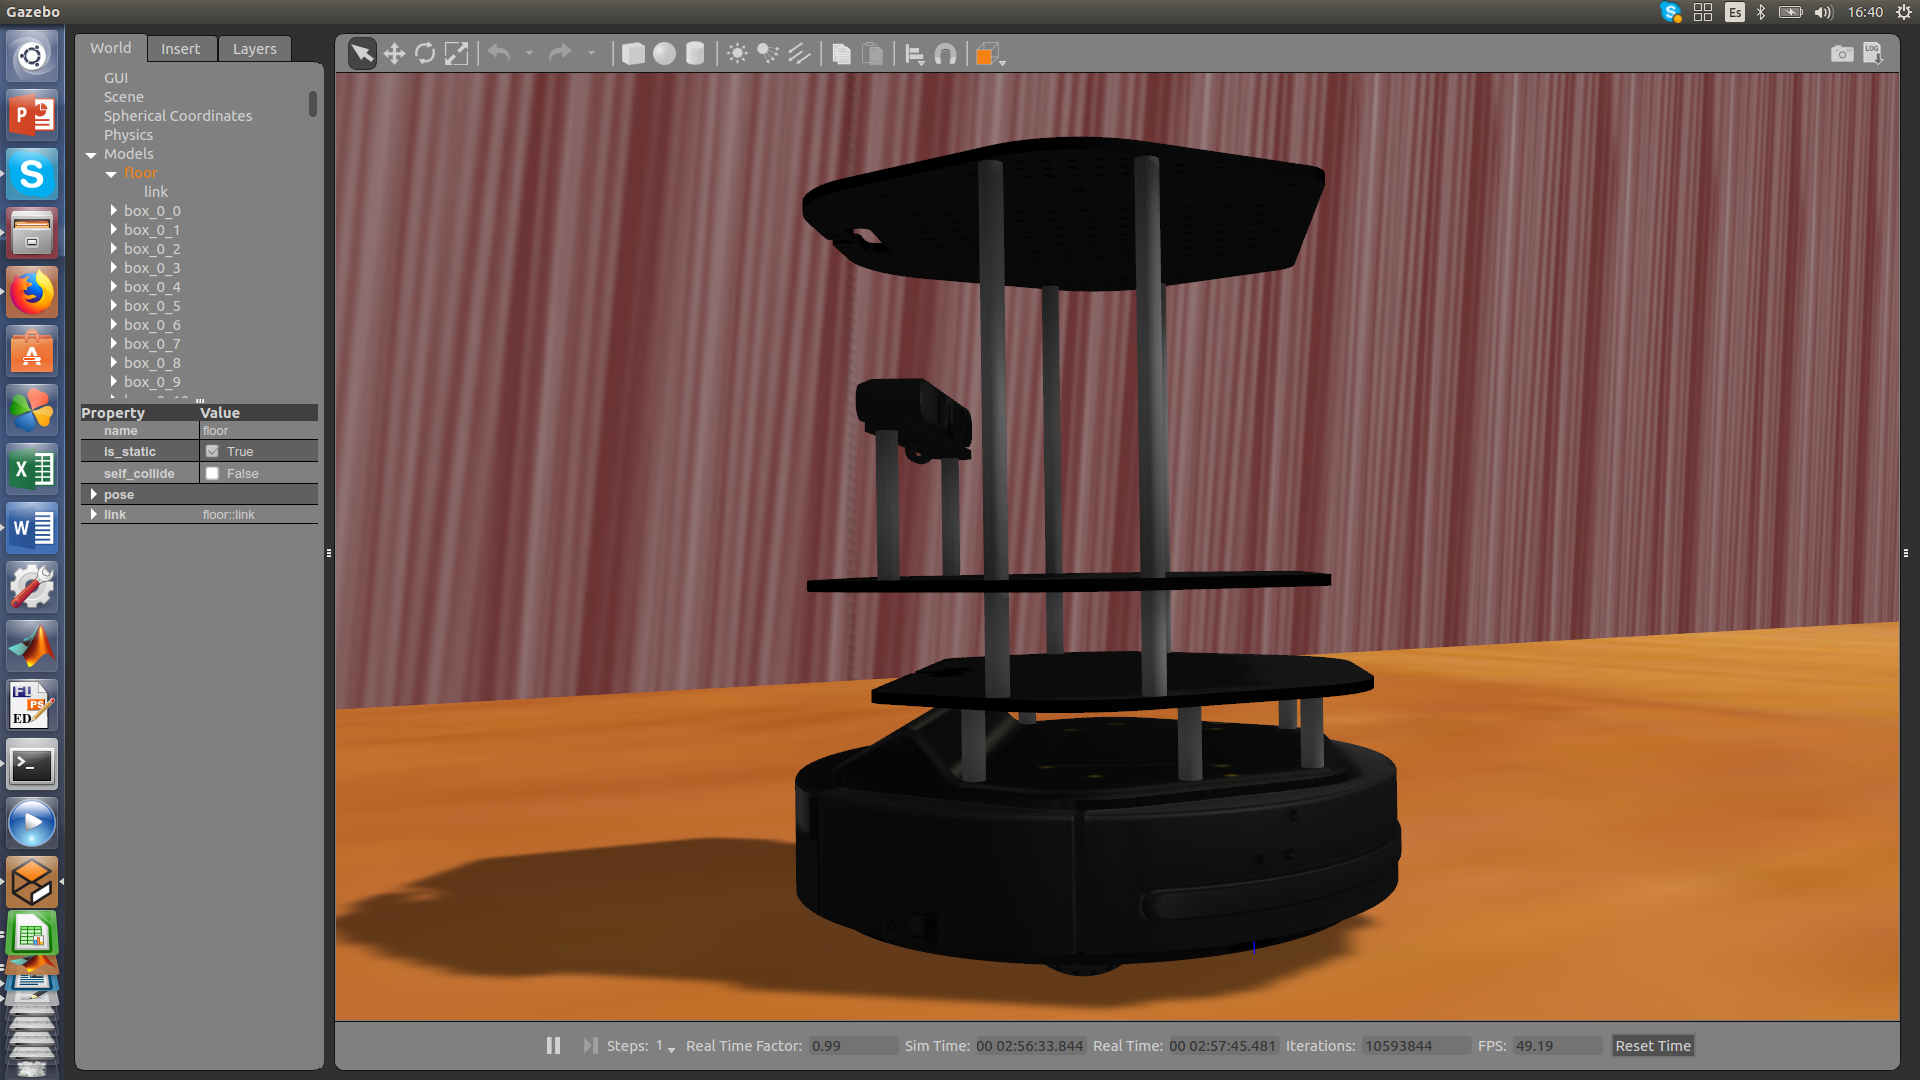 Gazebo
Es
16:40
World Insert Layers
LOG
GUI
Scene
Spherical Coordinates
Physics
Models
floor
link
box_0_0
box_0_1
box_0_2
box_0_3
box_0_4
box_0_5
box_0_6
box_0_7
box_0_8
box_0_9
Property Value
name floor
is_static True
self_collide False
pose
link floor::link
Steps: 1 Real Time Factor: 0.99 Sim Time: 00 02:56:33.844 Real Time: 00 02:57:45.481 Iterations: 10593844 FPS: 49.19 Reset Time